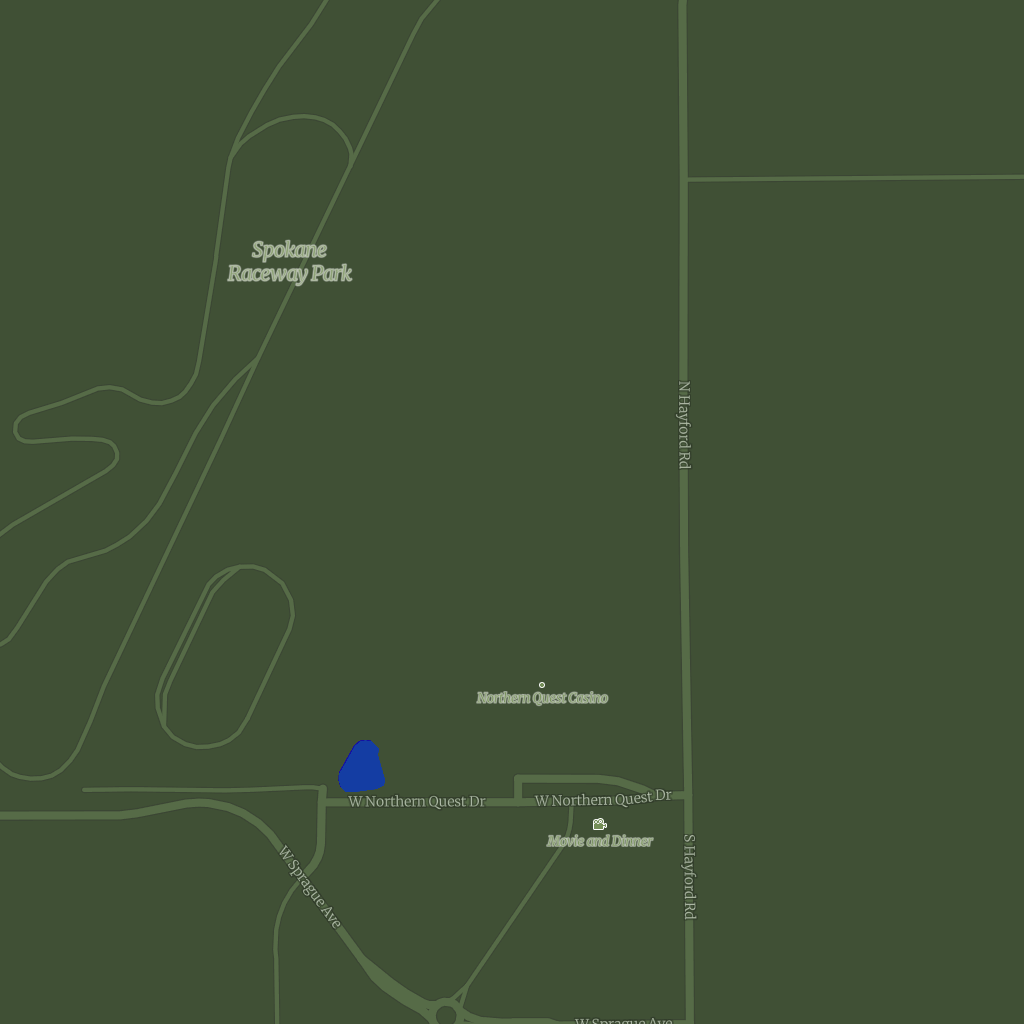 Spokane
Raceway Park
N Hayford Rd
Northern Quest Casino
W Northern Quest Dr
W Northern Quest Dr
Movie and Dinner
W Sprague Ave
S Hayford Rd
W Sprague Ave